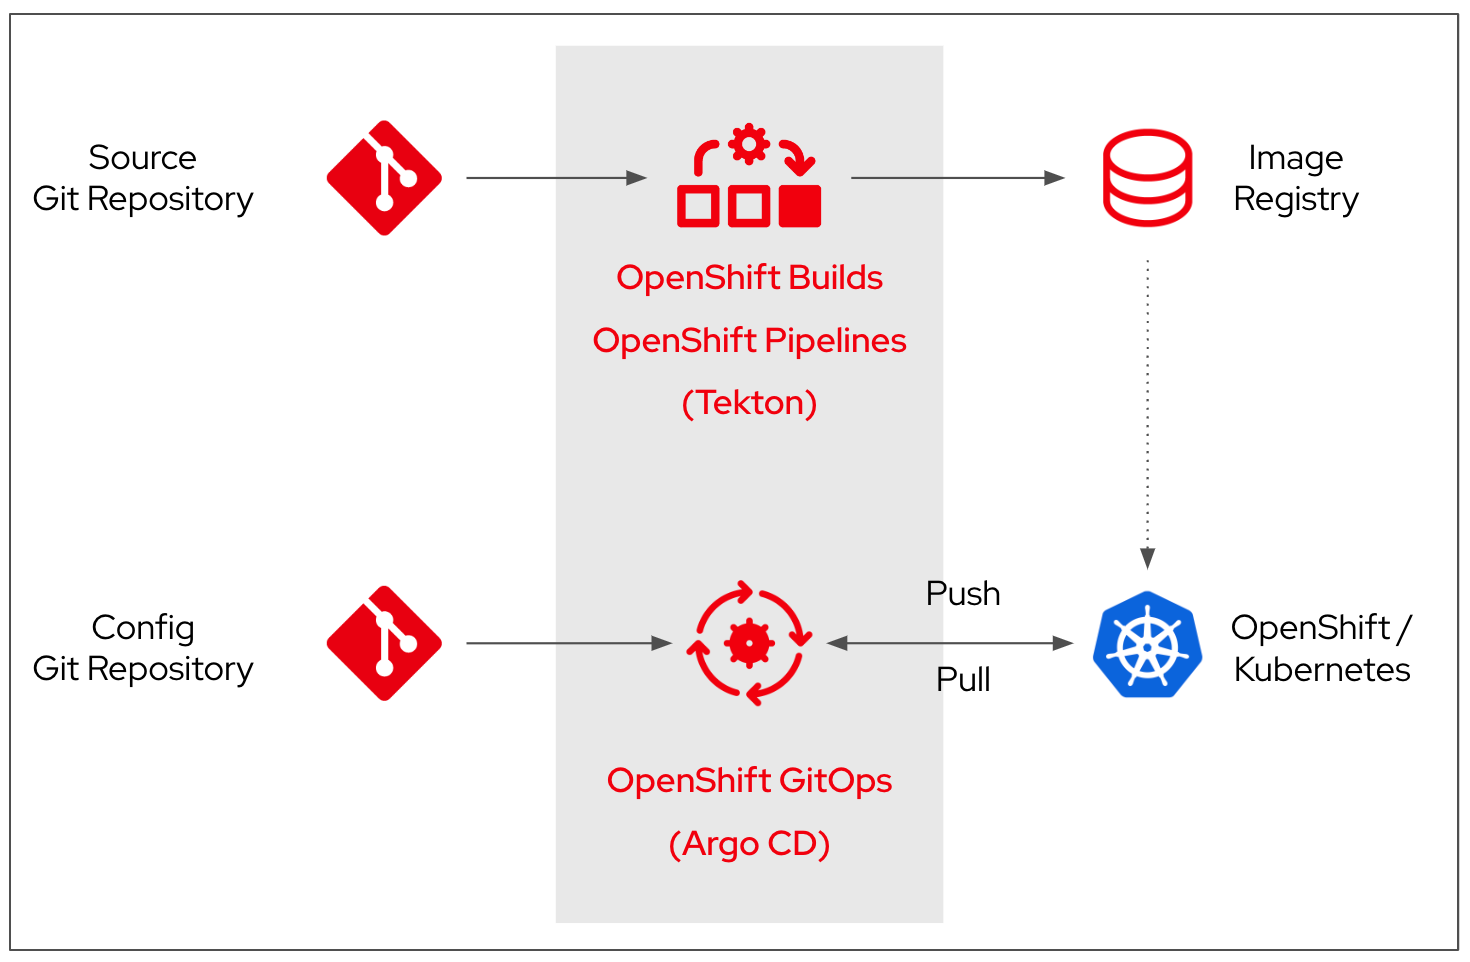 Source
Git Repository
OpenShift Builds
OpenShift Pipelines
(Tekton)
Image
Registry
Config
Git Repository
OpenShift GitOps
(Argo CD)
Push
Pull
OpenShift /
Kubernetes